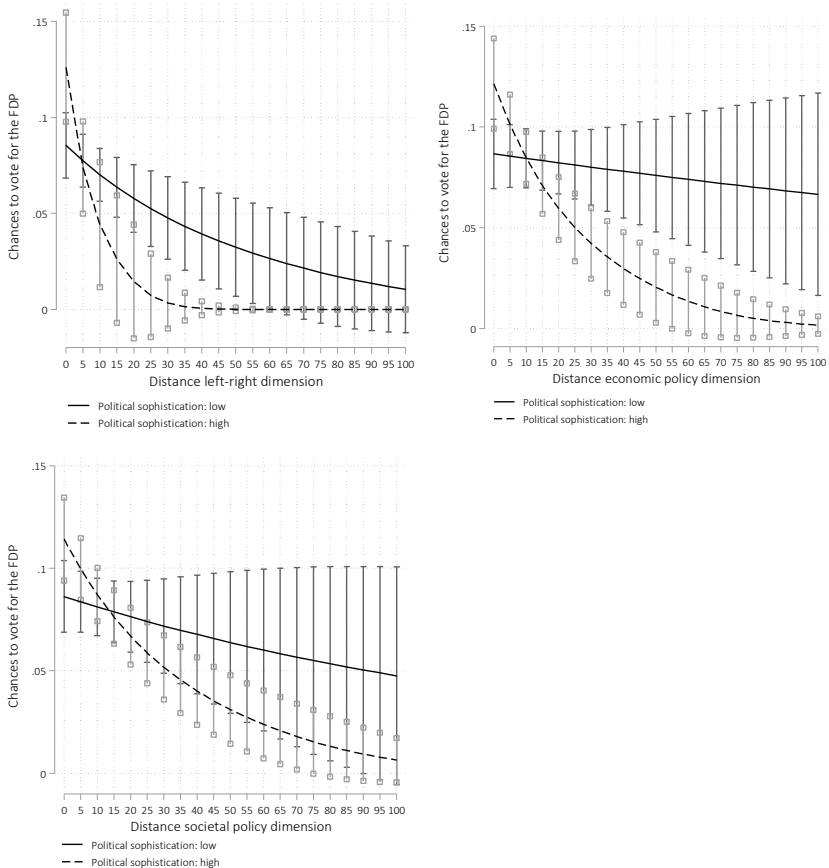 .15
.1
.05
0
Chances to vote for the FDP
0 5 10 15 20 25 30 35 40 45 50 55 60 65 70 75 80 85 90 95 100
Distance left-right dimension
Political sophistication: low
Political sophistication: high
.15
.1
.05
0
Chances to vote for the FDP
0 5 10 15 20 25 30 35 40 45 50 55 60 65 70 75 80 85 90 95 100
Distance economic policy dimension
Political sophistication: low
Political sophistication: high
.15
.1
.05
0
Chances to vote for the FDP
0 5 10 15 20 25 30 35 40 45 50 55 60 65 70 75 80 85 90 95 100
Distance societal policy dimension
Political sophistication: low
Political sophistication: high